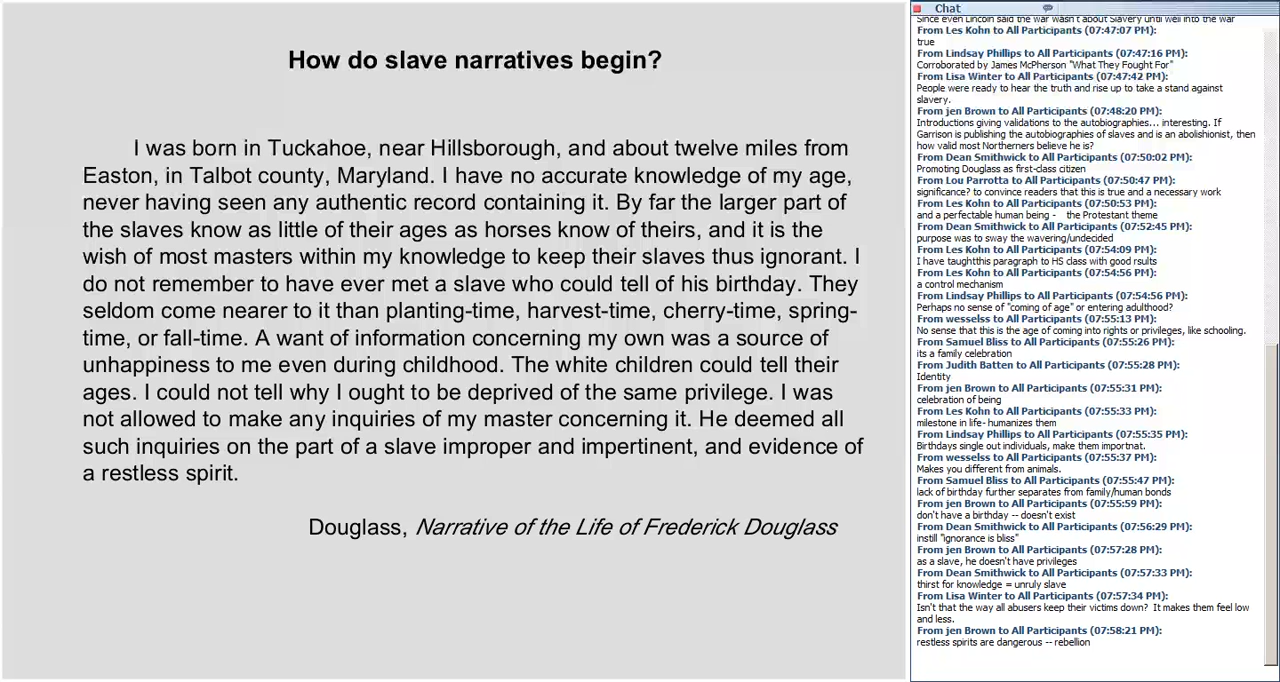 How do slave narratives begin?
I was born in Tuckahoe, near Hillsborough, and about twelve miles from
Easton, in Talbot county, Maryland. I have no accurate knowledge of my age,
never having seen any authentic record containing it. By far the larger part of
the slaves know as little of their ages as horses know of theirs, and it is the
wish of most masters within my knowledge to keep their slaves thus ignorant. I
do not remember to have ever met a slave who could tell of his birthday. They
seldom come nearer to it than planting-time, harvest-time, cherry-time, spring-
time, or fall-time. A want of information concerning my own was a source of
unhappiness to me even during childhood. The white children could tell their
ages. I could not tell why I ought to be deprived of the same privilege. I was
not allowed to make any inquiries of my master concerning it. He deemed all
such inquiries on the part of a slave improper and impertinent, and evidence of
a restless spirit.
Douglass, Narrative of the Life of Frederick Douglass
Chat
Since even Lincoln said the war wasn't about Slavery until well into the war
From Les Kohn to All Participants (07:47:07 PM):
true
From Lindsay Phillips to All Participants (07:47:16 PM):
Corroborated by James McPherson "What They Fought For"
From Lisa Winter to All Participants (07:47:42 PM):
People were ready to hear the truth and rise up to take a stand against
slavery.
From jen Brown to All Participants (07:48:20 PM):
Introductions giving validations to the autobiographies... interesting. If
Garrison is publishing the autobiographies of slaves and is an abolishionist, then
how valid most Northerners believe he is?
From Dean Smithwick to All Participants (07:50:02 PM):
Promoting Douglass as first-class citizen
From Lou Parrotta to All Participants (07:50:47 PM):
significance? to convince readers that this is true and a necessary work
From Les Kohn to All Participants (07:50:53 PM):
and a perfectable human being - the Protestant theme
From Dean Smithwick to All Participants (07:52:45 PM):
purpose was to sway the wavering/undecided
From Les Kohn to All Participants (07:54:09 PM):
I have taughtthis paragraph to HS class with good rsults
From Les Kohn to All Participants (07:54:56 PM):
a control mechanism
From Lindsay Phillips to All Participants (07:54:56 PM):
Perhaps no sense of "coming of age" or entering adulthood?
From wesselss to All Participants (07:55:13 PM):
No sense that this is the age of coming into rights or privileges, like schooling.
From Samuel Bliss to All Participants (07:55:26 PM):
its a family celebration
From Judith Batten to All Participants (07:55:28 PM):
Identity
From jen Brown to All Participants (07:55:31 PM):
celebration of being
From Les Kohn to All Participants (07:55:33 PM):
milestone in life- humanizes them
From Lindsay Phillips to All Participants (07:55:35 PM):
Birthdays single out individuals, make them importnat.
From wesselss to All Participants (07:55:37 PM):
Makes you different from animals.
From Samuel Bliss to All Participants (07:55:47 PM):
lack of birthday further separates from family/human bonds
From jen Brown to All Participants (07:55:59 PM):
don't have a birthday -- doesn't exist
From Dean Smithwick to All Participants (07:56:29 PM):
instill "ignorance is bliss"
From jen Brown to All Participants (07:57:28 PM):
as a slave, he doesn't have privileges
From Dean Smithwick to All Participants (07:57:33 PM):
thirst for knowledge = unruly slave
From Lisa Winter to All Participants (07:57:34 PM):
Isn't that the way all abusers keep their victims down? It makes them feel low
and less.
From jen Brown to All Participants (07:58:21 PM):
restless spirits are dangerous -- rebellion